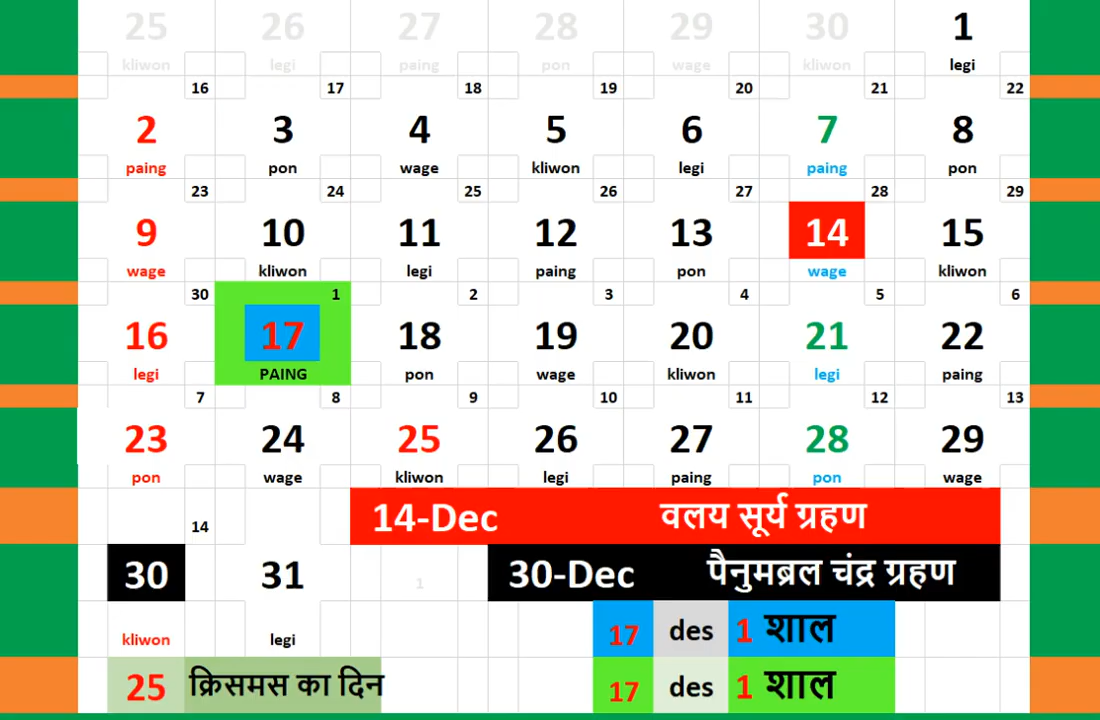 25 26 27 28 29 30 1
kliwon legi paing pon wage kliwon legi
16 17 18 19 20 21 22
2 3 4 5 6 7 8
paing pon wage kliwon legi paing pon
23 24 25 26 27 28 29
9 10 11 12 13 14 15
wage kliwon legi paing pon wage kliwon
30 1 2 3 4 5 6
16 17 18 19 20 21 22
legi PAING pon wage kliwon legi paing
7 8 9 10 11 12 13
23 24 25 26 27 28 29
pon wage kliwon legi paing pon wage
14 14-Dec वलय सूर्य ग्रहण
30 31 1 30-Dec पैनुमब्रल चंद्र ग्रहण
kliwon legi 17 des 1 शाल
25 क्रिसमस का दिन 17 des 1 शाल